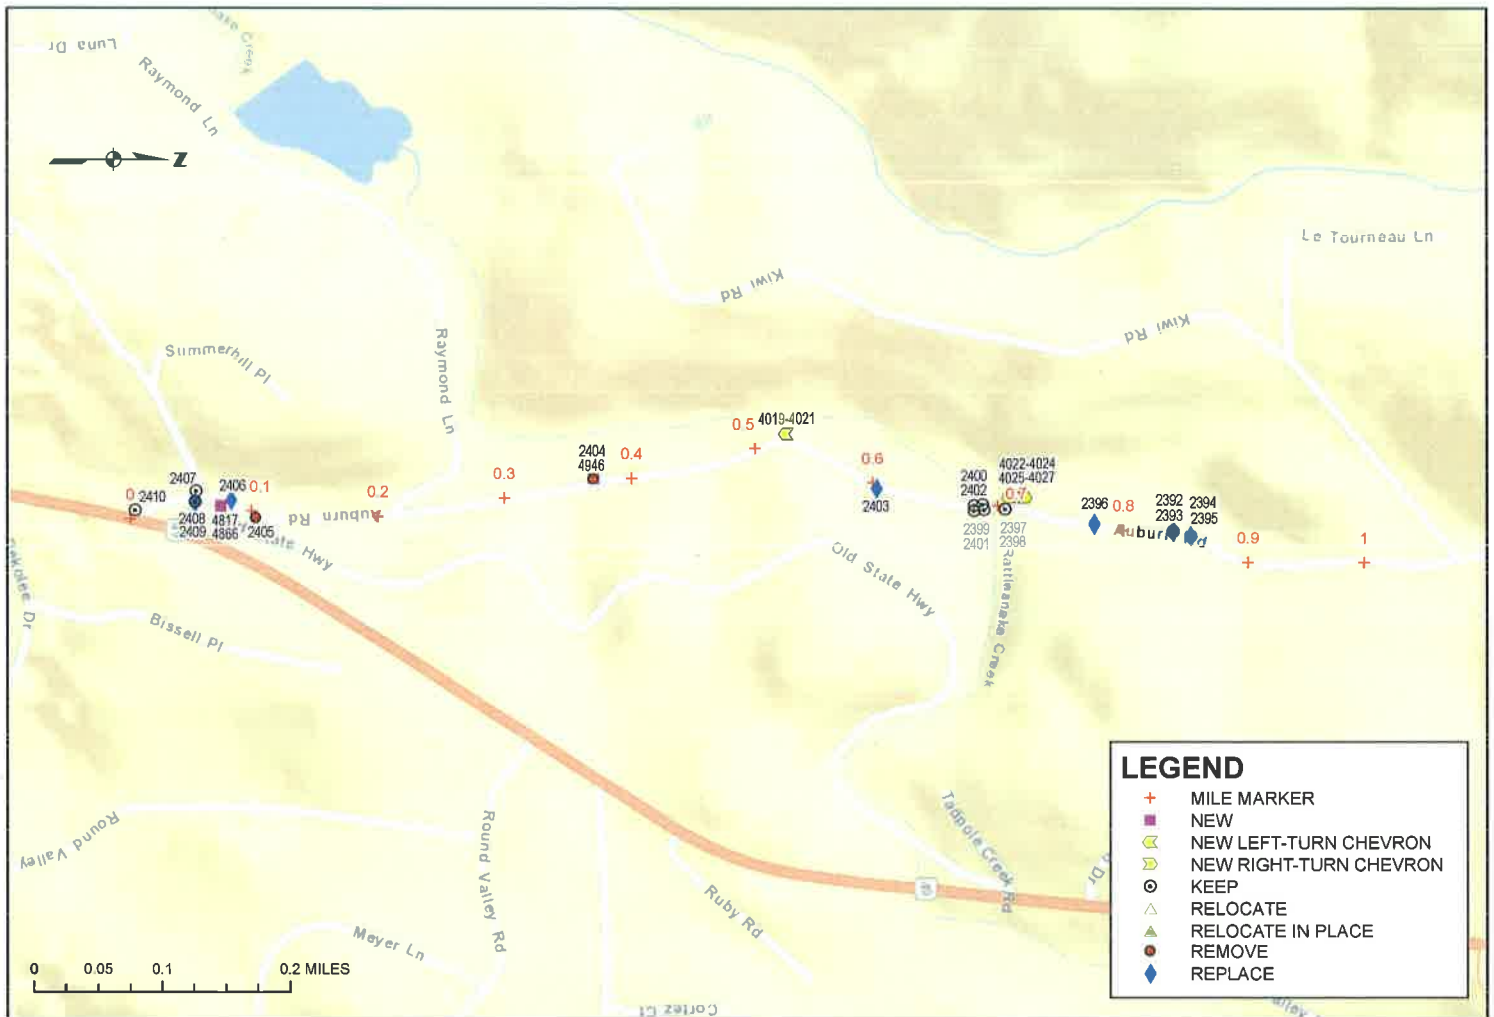 Luna Dr
Raymond Ln
Z
Le Tourneau Ln
Kiwi Rd
Kiwi Rd
Summerhill Pl
Raymond Ln
0.5
4019-4021
2404
4946
0.4
0.6
2400
2402
4022-4024
4025-4027
0.7
0.3
2407
2406
0.1
0.2
0
2410
2408
2409
4817
4866
2405
Auburn Rd
2403
2399
2401
2397
2398
2396
0.8
2392
2393
2394
2395
0.9
1
Hwy
Old State Hwy
Rattlesnake Creek
Bissell Pl
Round Valley
Round Valley Rd
Ruby Rd
Tadpole Creek Rd
49
Dr
Meyer Ln
Cortez Ct
0 0.05 0.1 0.2 MILES
LEGEND
MILE MARKER
NEW
NEW LEFT-TURN CHEVRON
NEW RIGHT-TURN CHEVRON
KEEP
RELOCATE
RELOCATE IN PLACE
REMOVE
REPLACE